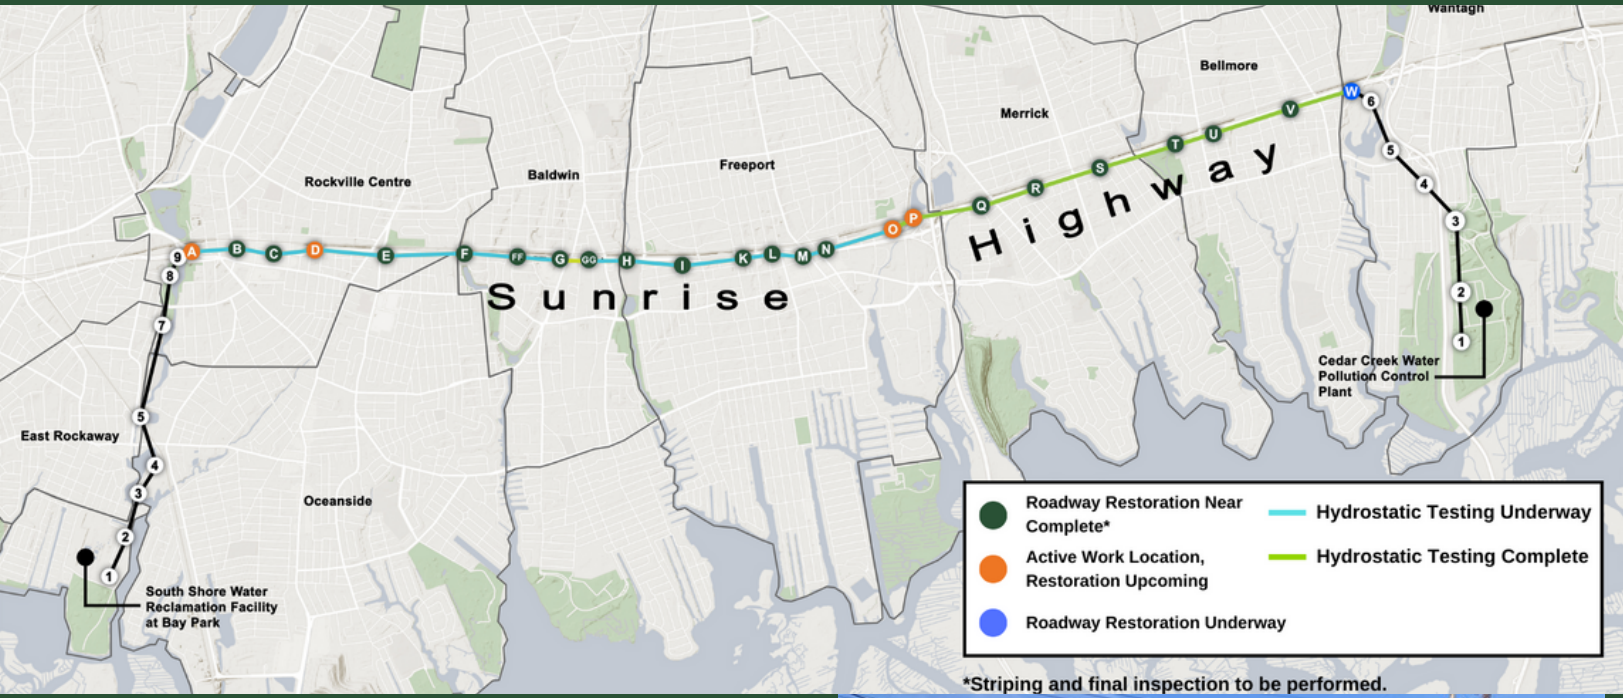 Wantagh
Bellmore
Merrick
Freeport
Baldwin
Rockville Centre
W
V
U
T
S
R
Q
P
O
N
M
L
K
I
H
GG
G
FF
F
E
D
C
B
A
9
8
7
5
4
3
2
1
6
5
4
3
2
1
Sunrise
Highway
East Rockaway
Oceanside
South Shore Water
Reclamation Facility
at Bay Park
Cedar Creek Water
Pollution Control
Plant
Roadway Restoration Near
Complete*
Active Work Location,
Restoration Upcoming
Roadway Restoration Underway
Hydrostatic Testing Underway
Hydrostatic Testing Complete
*Striping and final inspection to be performed.